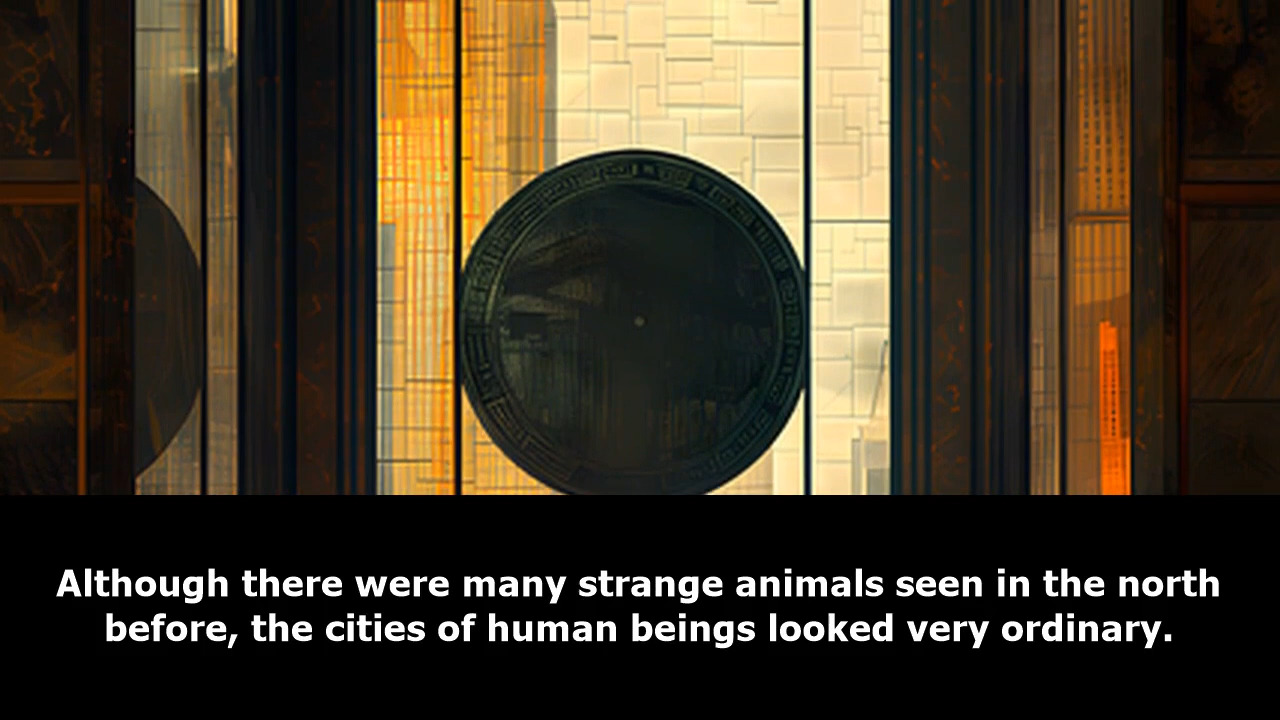 Although there were many strange animals seen in the north
before, the cities of human beings looked very ordinary.